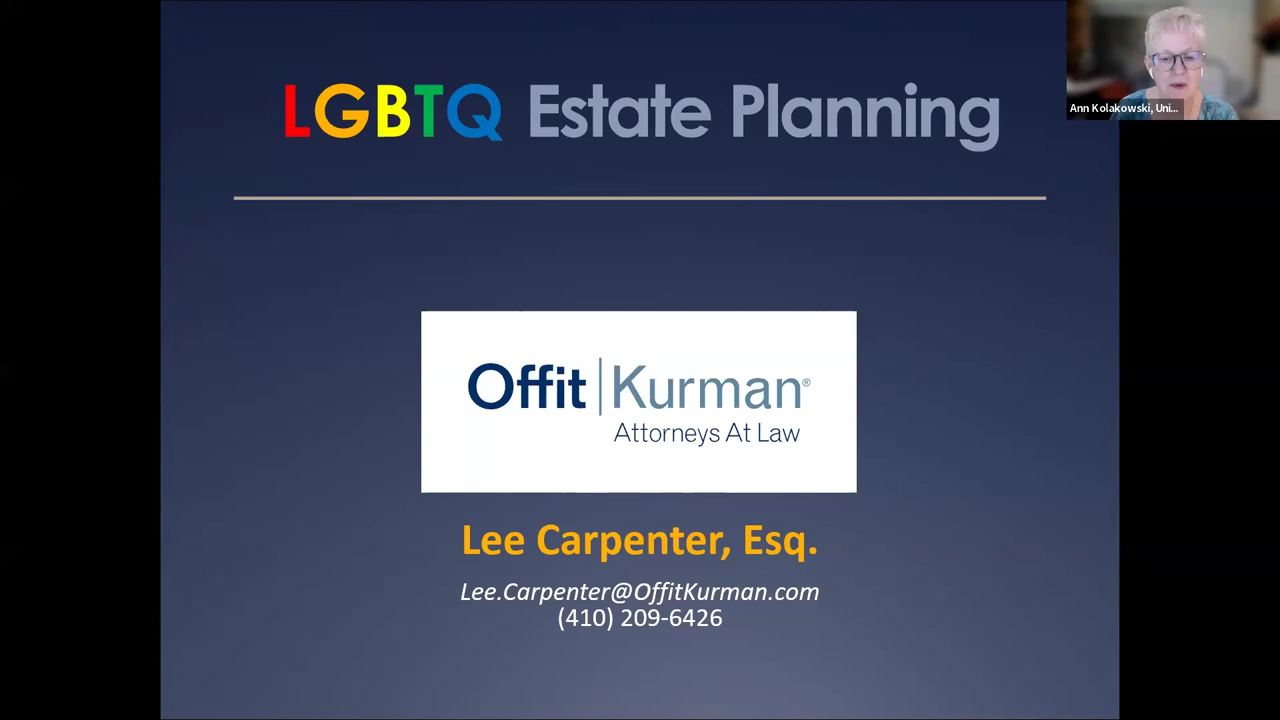 LGBTQ Estate Planning
Ann Kolakowski, Uni...
Offit Kurman®
Attorneys At Law
Lee Carpenter, Esq.
Lee.Carpenter@OffitKurman.com
(410) 209-6426